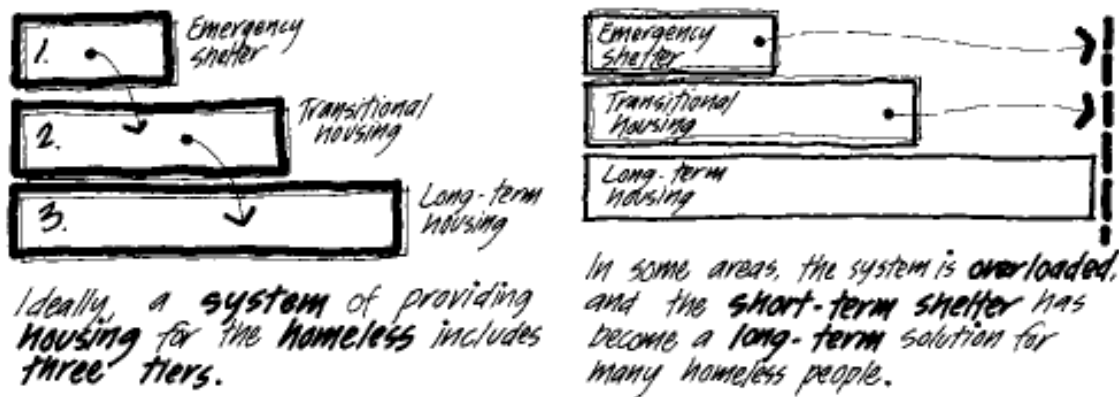 1.
Emergency
shelter
2.
Transitional
housing
3.
Long-term
housing
Ideally, a system of providing
housing for the homeless includes
three tiers.
Emergency
shelter
Transitional
housing
Long-term
housing
In some areas, the system is overloaded
and the short-term shelter has
become a long-term solution for
many homeless people.